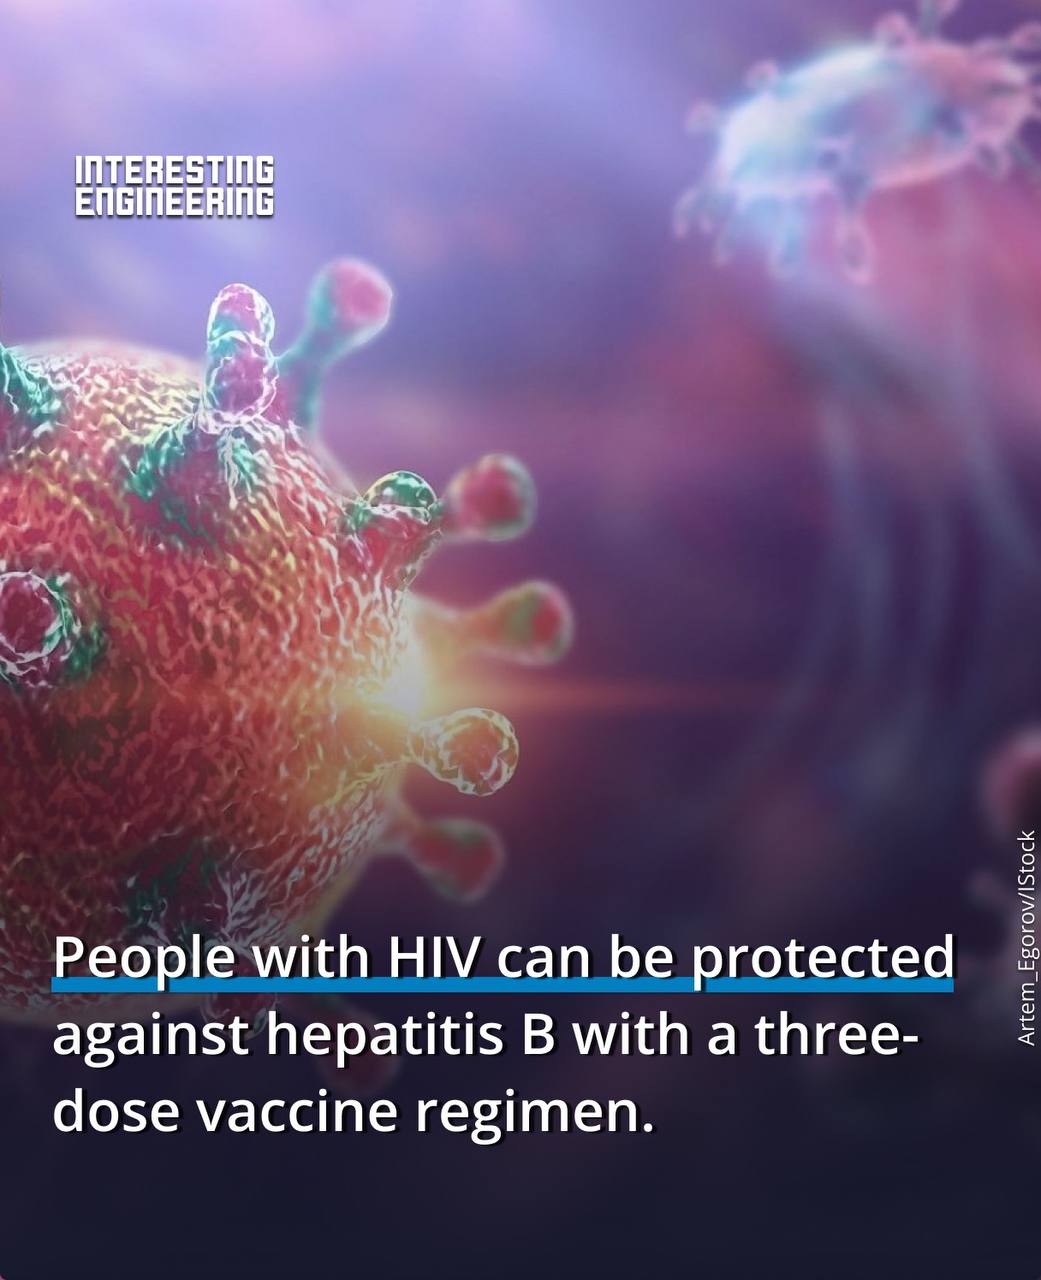 INTERESTING
ENGINEERING
People with HIV can be protected
against hepatitis B with a three-
dose vaccine regimen.
Artem_Egorov/IStock